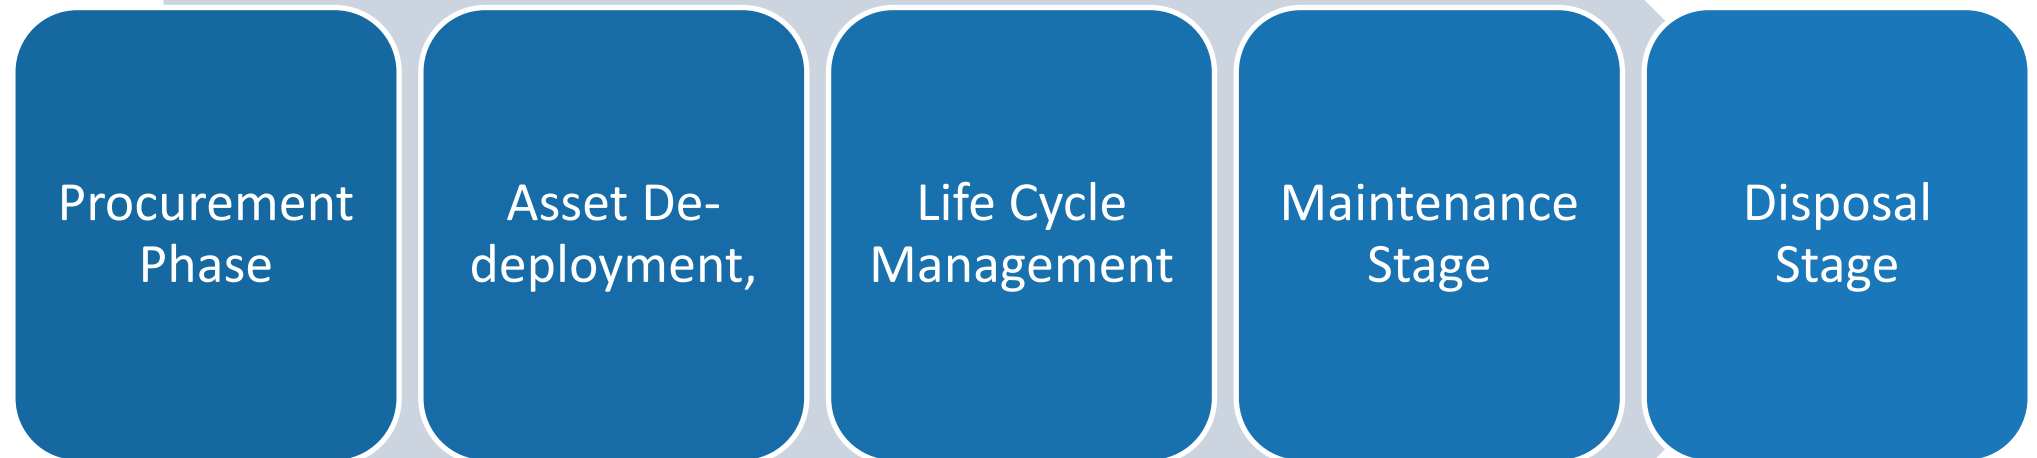 Procurement
Phase
Asset De-
deployment,
Life Cycle
Management
Maintenance
Stage
Disposal
Stage